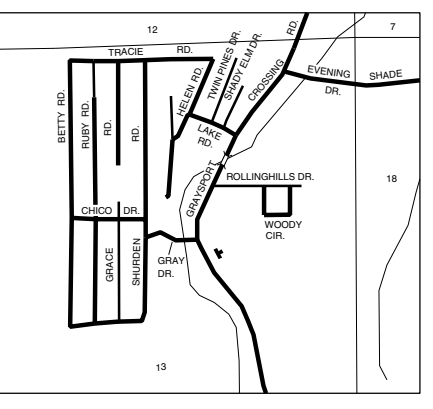 12
7
TRACIE RD.
BETTY RD.
RUBY RD.
RD.
RD.
HELEN RD.
TWIN PINES DR.
SHADY ELM DR.
GRAYSPORT CROSSING RD.
EVENING SHADE
DR.
LAKE
RD.
ROLLINGHILLS DR.
18
CHICO DR.
WOODY
CIR.
GRACE
SHURDEN
GRAY
DR.
13